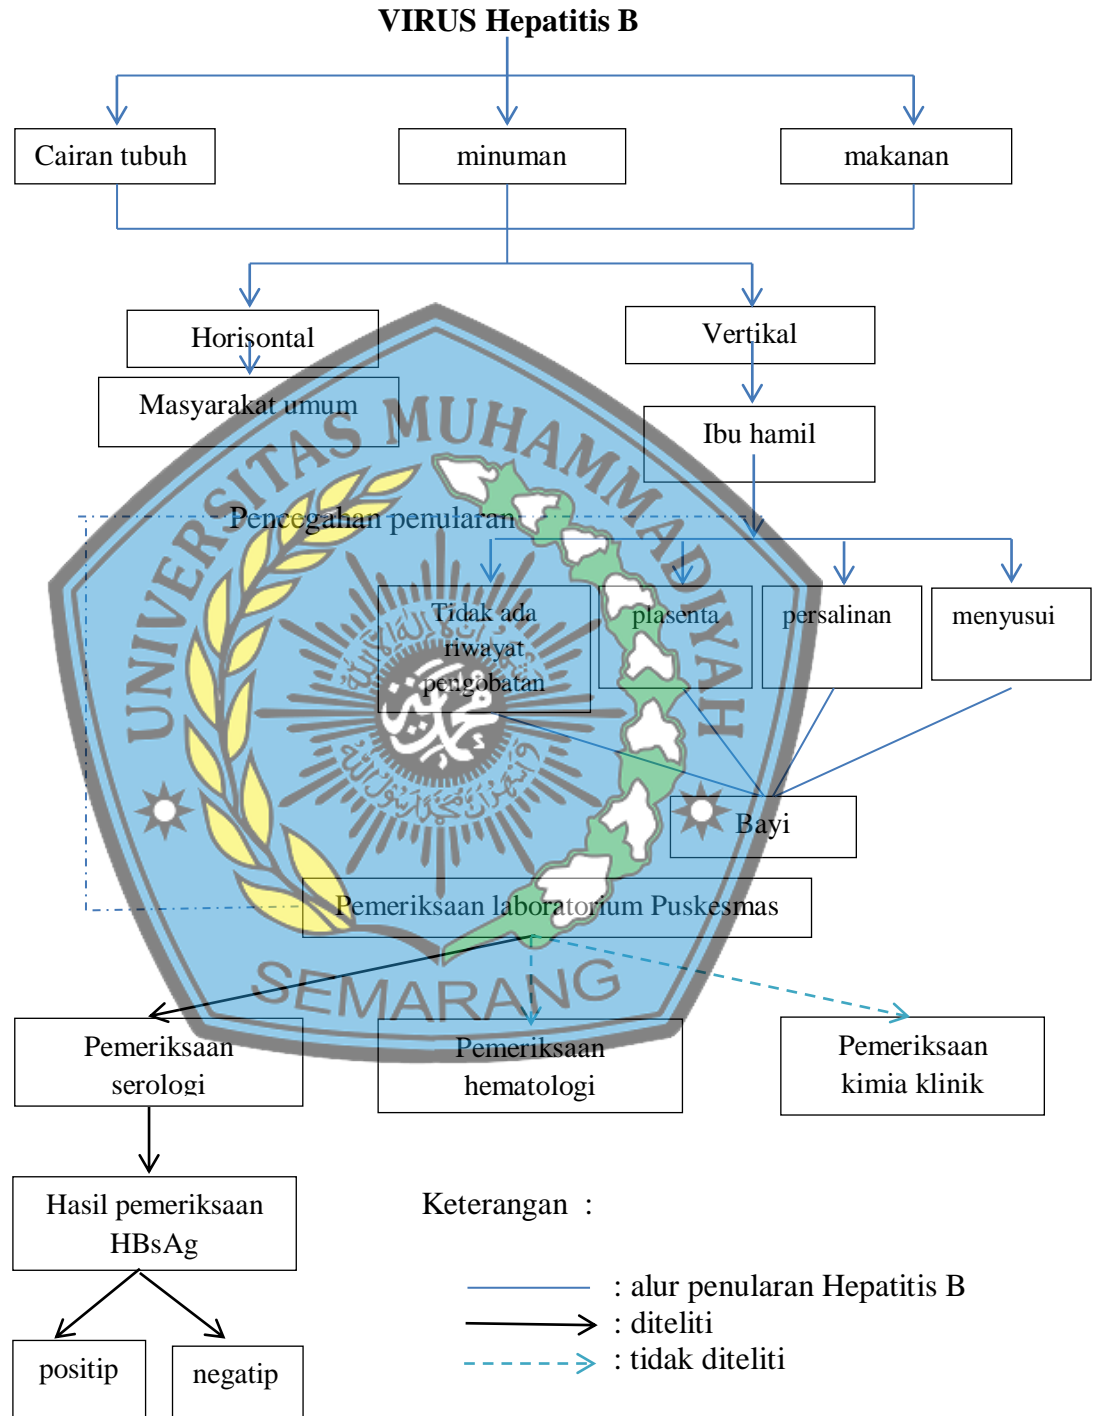 VIRUS Hepatitis B
Cairan tubuh
minuman
makanan
Horisontal
Vertikal
Masyarakat umum
Ibu hamil
UNIVERSITAS MUHAMMADIYAH
Pencegahan penularan
Tidak ada
riwayat
pengobatan
plasenta
persalinan
menyusui
Bayi
Pemeriksaan laboratorium Puskesmas
SEMARANG
Pemeriksaan
serologi
Pemeriksaan
hematologi
Pemeriksaan
kimia klinik
Hasil pemeriksaan
HBsAg
positip
negatip
Keterangan :
: alur penularan Hepatitis B
: diteliti
: tidak diteliti